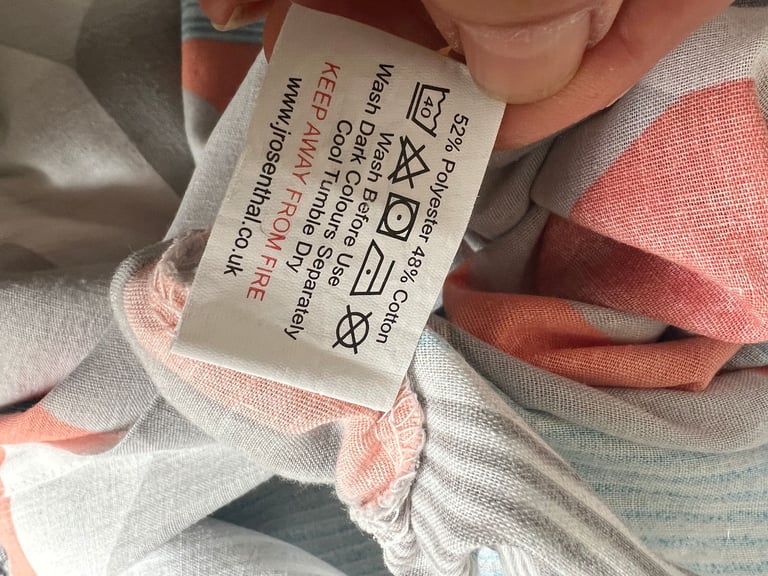 52% Polyester 48% Cotton
40
Wash Before Use
Wash Dark Colours Separately
Cool Tumble Dry
KEEP AWAY FROM FIRE
www.jrosenthal.co.uk